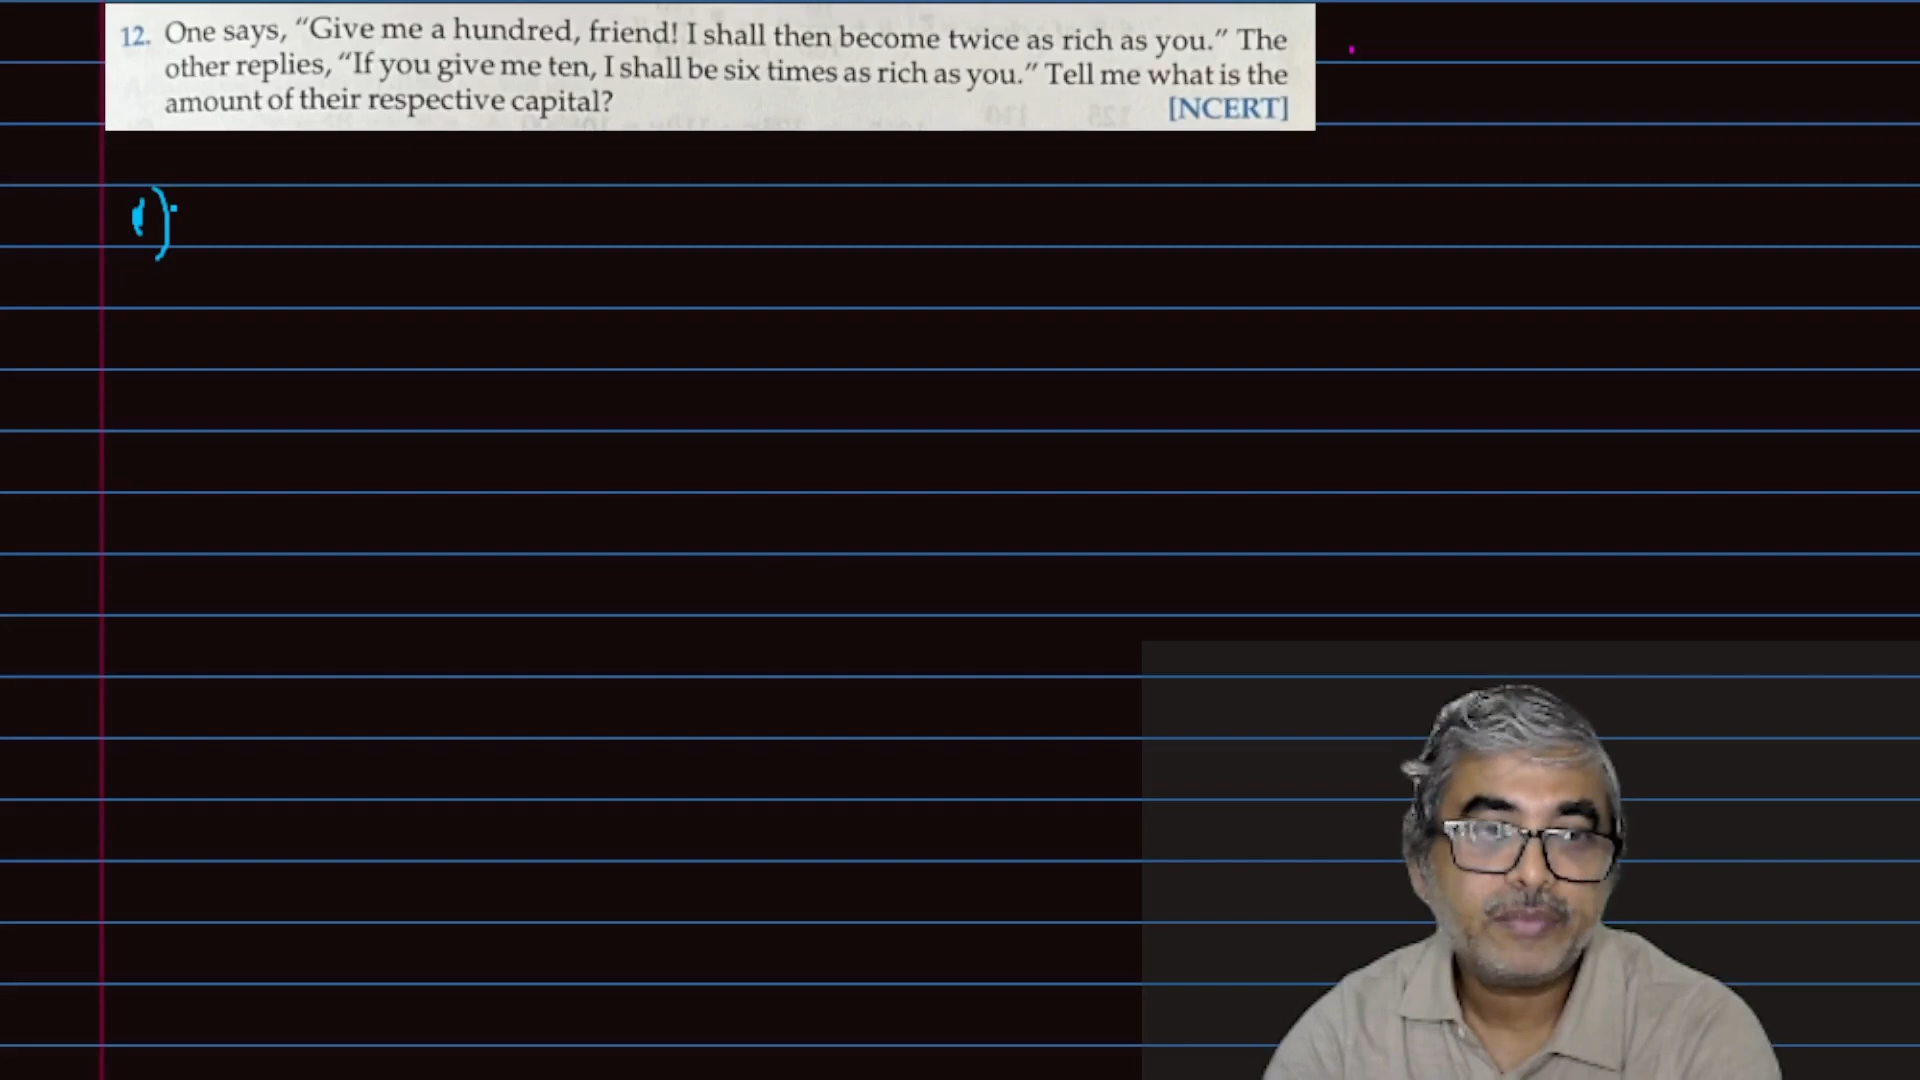 12. One says, “Give me a hundred, friend! I shall then become twice as rich as you.” The
other replies, “If you give me ten, I shall be six times as rich as you.” Tell me what is the
amount of their respective capital? [NCERT]